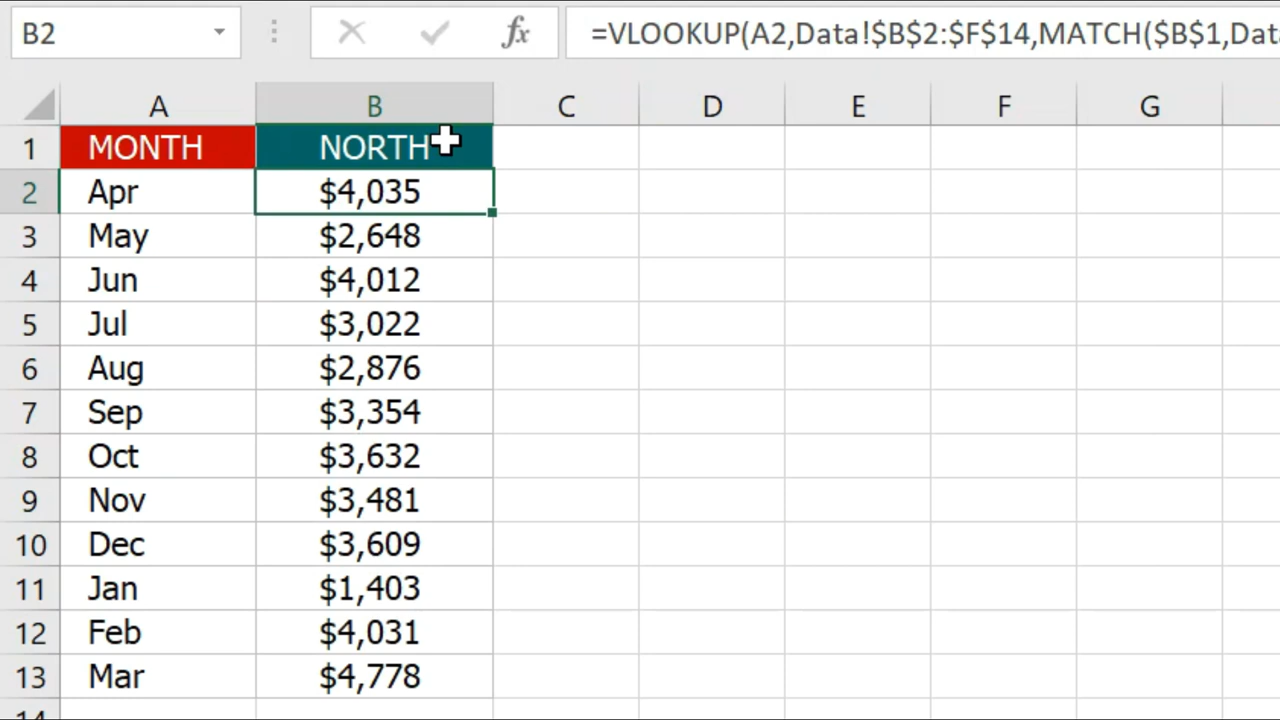 B2 fx =VLOOKUP(A2,Data!$B$2:$F$14,MATCH($B$1,Data
A B C D E F G
1 MONTH NORTH
2 Apr $4,035
3 May $2,648
4 Jun $4,012
5 Jul $3,022
6 Aug $2,876
7 Sep $3,354
8 Oct $3,632
9 Nov $3,481
10 Dec $3,609
11 Jan $1,403
12 Feb $4,031
13 Mar $4,778
14